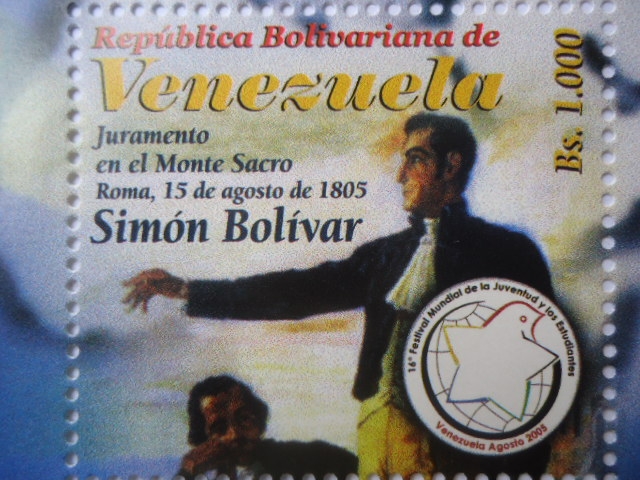 República Bolivariana de
Venezuela
Bs. 1.000
Juramento
en el Monte Sacro
Roma, 15 de agosto de 1805
Simón Bolívar
16º Festival Mundial de la Juventud y los Estudiantes
Venezuela Agosto 2005